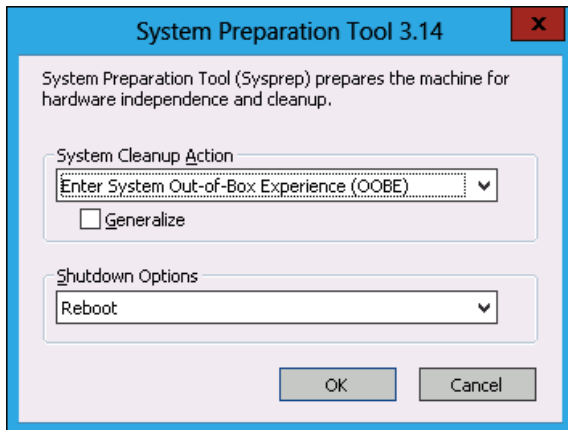 System Preparation Tool 3.14
x
System Preparation Tool (Sysprep) prepares the machine for
hardware independence and cleanup.
System Cleanup Action
Enter System Out-of-Box Experience (OOBE)
Generalize
Shutdown Options
Reboot
OK
Cancel